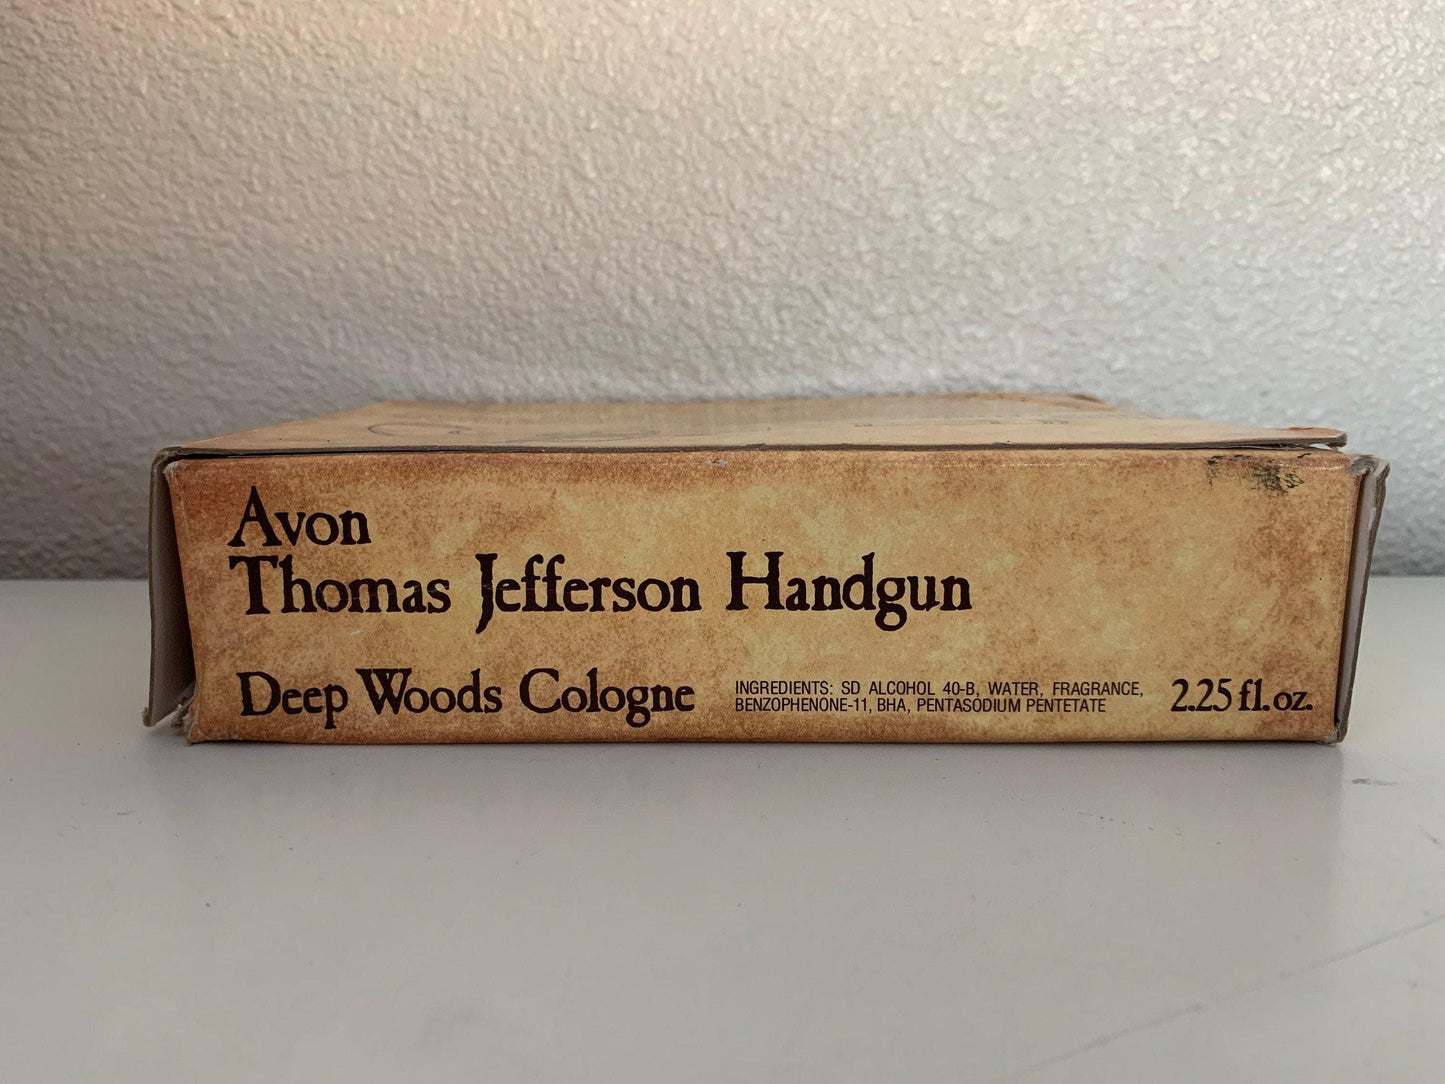 Avon
Thomas Jefferson Handgun
Deep Woods Cologne
INGREDIENTS: SD ALCOHOL 40-B, WATER, FRAGRANCE,
BENZOPHENONE-11, BHA, PENTASODIUM PENTETATE
2.25 fl. oz.